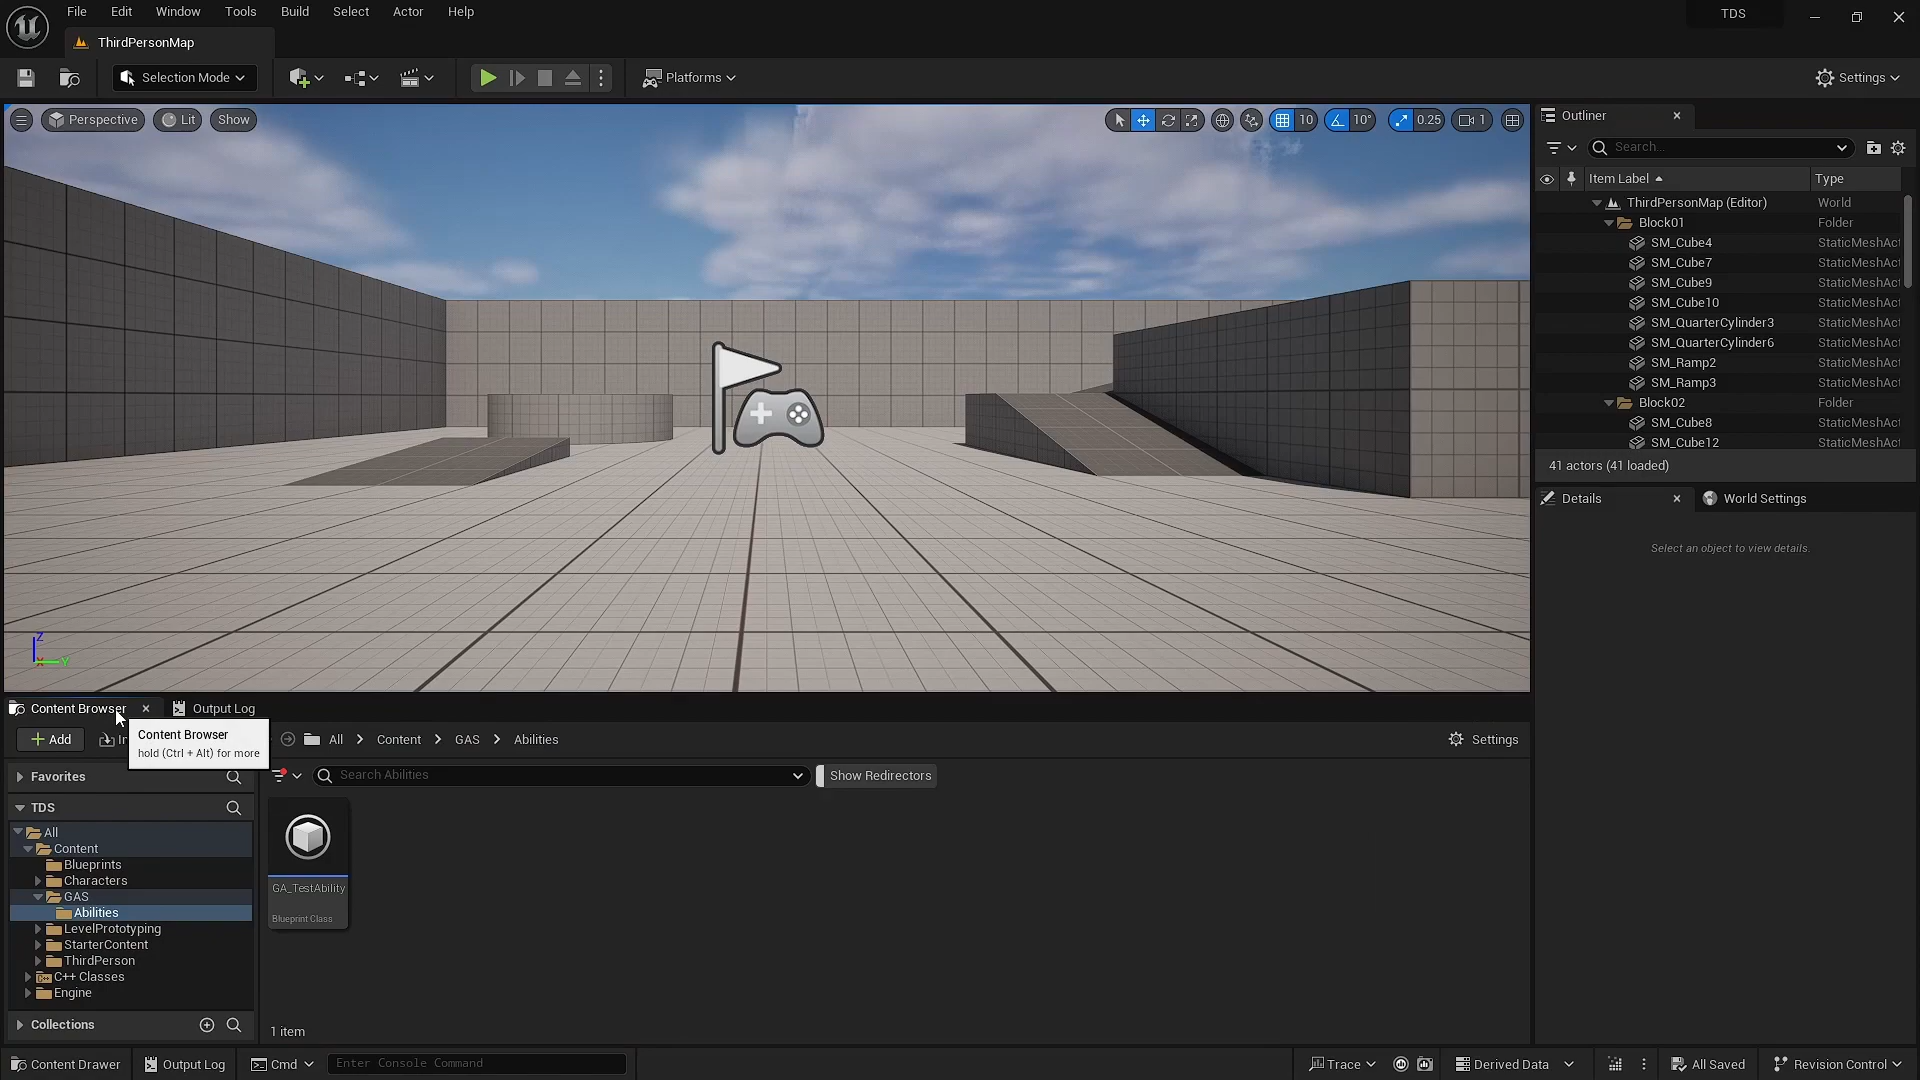 File Edit Window Tools Build Select Actor Help
TDS
ThirdPersonMap
Selection Mode
Platforms
Settings
Perspective
Lit
Show
10
10°
0.25
1
Outliner
Search...
Item Label
Type
ThirdPersonMap (Editor) World
Block01 Folder
SM_Cube4 StaticMeshAct
SM_Cube7 StaticMeshAct
SM_Cube9 StaticMeshAct
SM_Cube10 StaticMeshAct
SM_QuarterCylinder3 StaticMeshAct
SM_QuarterCylinder6 StaticMeshAct
SM_Ramp2 StaticMeshAct
SM_Ramp3 StaticMeshAct
Block02 Folder
SM_Cube8 StaticMeshAct
SM_Cube12 StaticMeshAct
41 actors (41 loaded)
Details
World Settings
Select an object to view details.
Z
X
Y
Content Browser
Output Log
Add
Content Browser
hold (Ctrl + Alt) for more
All
Content
GAS
Abilities
Settings
Favorites
Search Abilities
Show Redirectors
TDS
All
Content
Blueprints
Characters
GAS
Abilities
LevelPrototyping
StarterContent
ThirdPerson
C++ Classes
Engine
GA_TestAbility
Blueprint Class
Collections
1 item
Content Drawer
Output Log
Cmd
Enter Console Command
Trace
Derived Data
All Saved
Revision Control